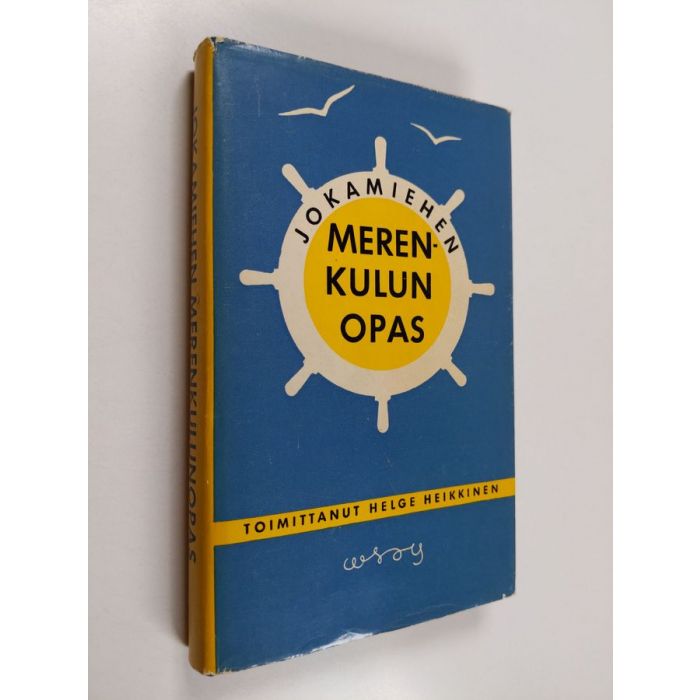 JOKAMIEHEN
MEREN-
KULUN
OPAS
TOIMITTANUT HELGE HEIKKINEN
wsoy
JOKAMIEHEN MERENKULUNOPAS